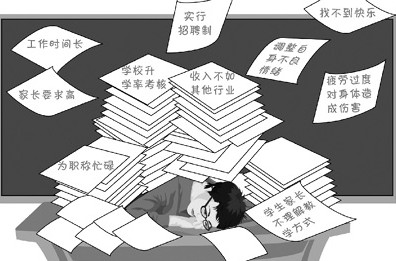 实行
招聘制
找不到快乐
工作时间长
调整自
身不良
情绪
学校升
学率考核
收入不如
其他行业
疲劳过度
对身体造
成伤害
家长要求高
为职称忙碌
学生家长
不理解教
学方式